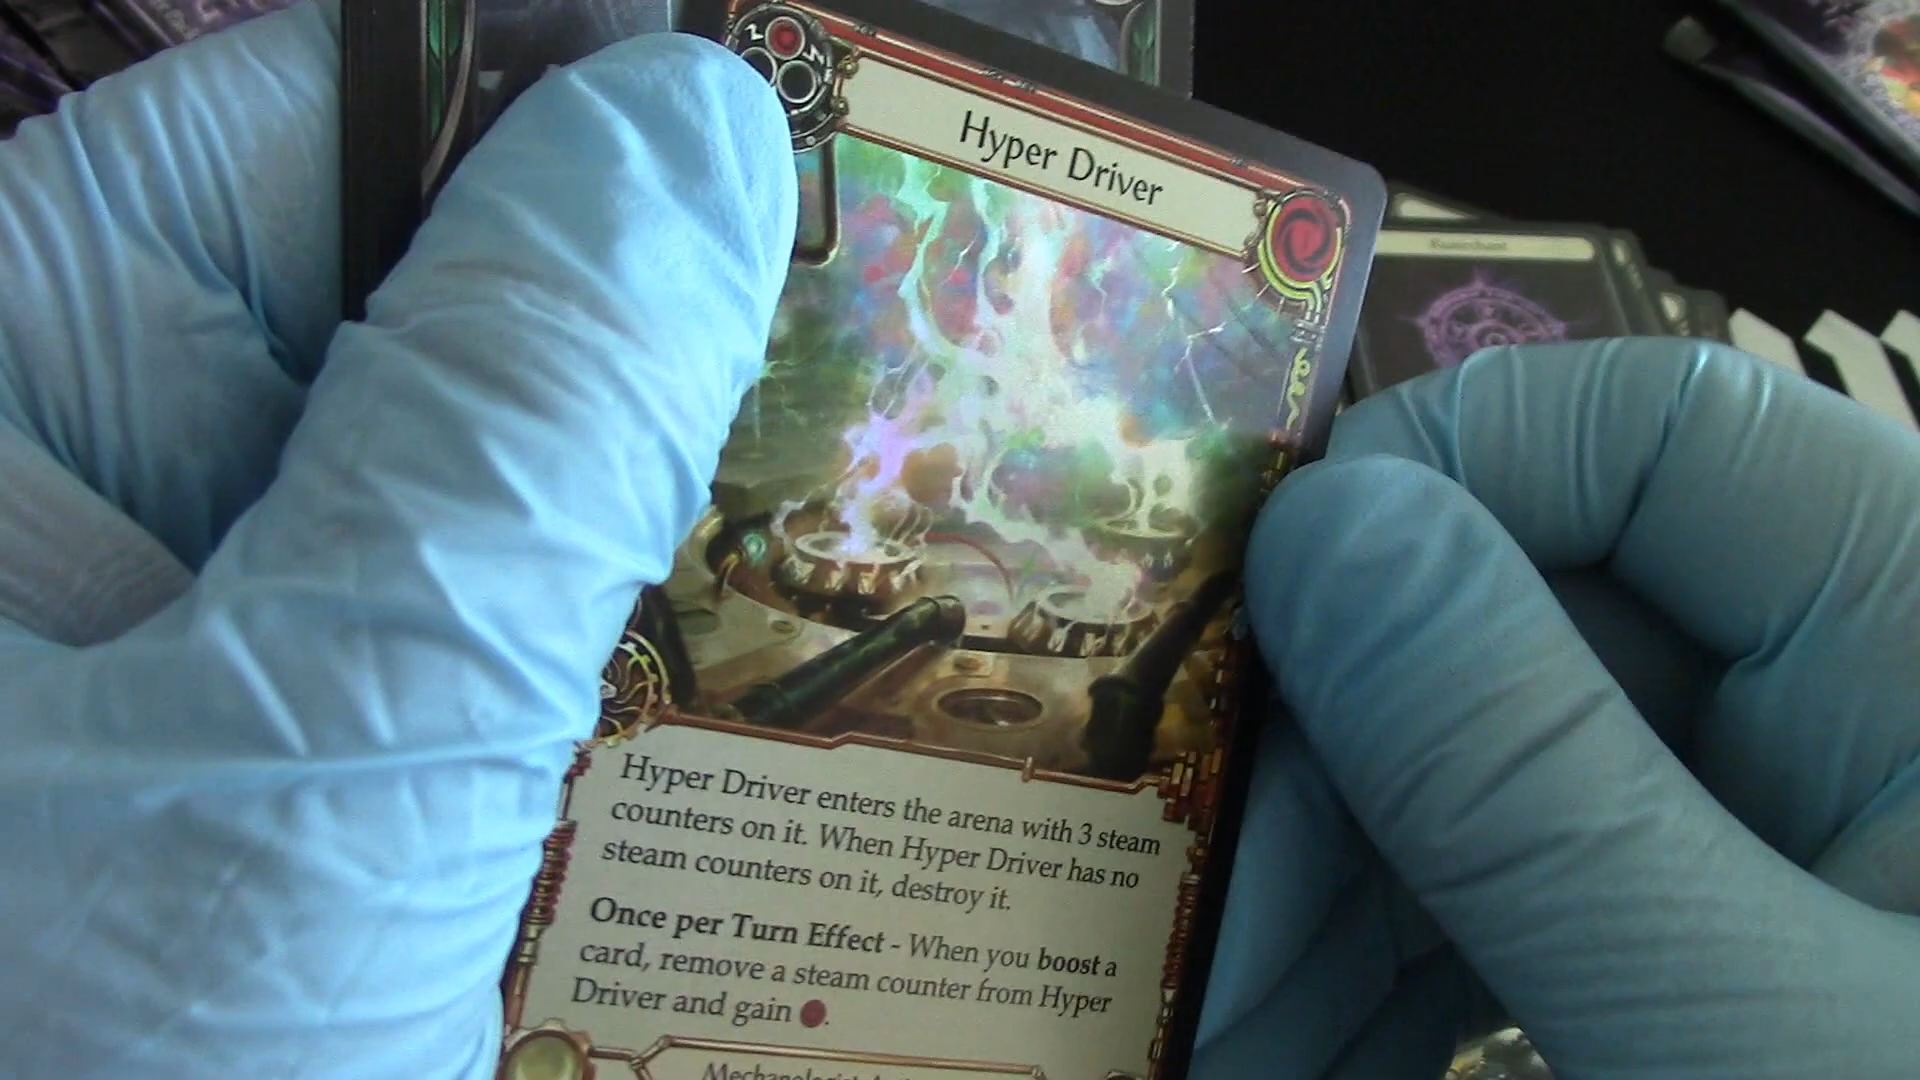 Hyper Driver
Runechant
Hyper Driver enters the arena with 3 steam
counters on it. When Hyper Driver has no
steam counters on it, destroy it.
Once per Turn Effect - When you boost a
card, remove a steam counter from Hyper
Driver and gain .
Mechanologist